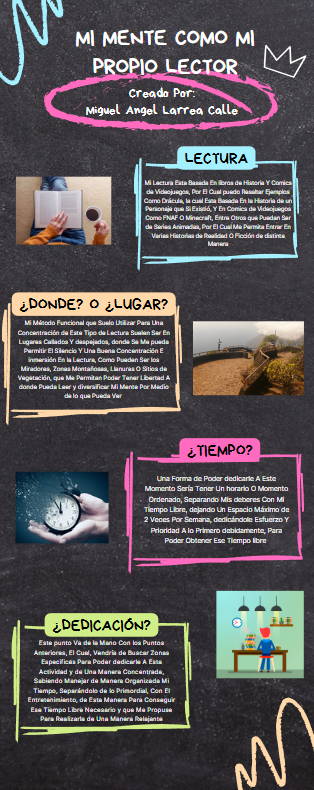 MI MENTE COMO MI
PROPIO LECTOR
Creado Por:
Miguel Angel Larrea Calle
LECTURA
Mi Lectura Esta Basada En libros de Historia Y Comics
de Videojuegos, Por El Cual puedo Resaltar Ejemplos
Como Drácula, la cual Esta Basada En la Historia de un
Personaje que Si Existió, Y En Comics de Videojuegos
Como FNAF O Minecraft, Entre Otros que Puedan Ser
de Series Animadas, Por El Cual Me Permita Entrar En
Varias Historias de Realidad O Ficción de distinta
Manera
¿DONDE? O ¿LUGAR?
Mi Método Funcional que Suelo Utilizar Para Una
Concentración de Este Tipo de Lectura Suelen Ser En
Lugares Callados Y despejados, donde Se Me pueda
Permitir El Silencio Y Una Buena Concentración E
inmersión En la Lectura, Como Pueden Ser los
Miradores, Zonas Montañosas, Llanuras O Sitios de
Vegetación, que Me Permitan Poder Tener Libertad A
donde Pueda Leer y diversificar Mi Mente Por Medio
de lo que Pueda Ver
¿TIEMPO?
Una Forma de Poder dedicarle A Este
Momento Sería Tener Un horario O Momento
Ordenado, Separando Mis deberes Con Mi
Tiempo Libre, dejando Un Espacio Máximo de
2 Veces Por Semana, dedicándole Esfuerzo Y
Prioridad A lo Primero debidamente, Para
Poder Obtener Ese Tiempo libre
¿DEDICACIÓN?
Este punto Va de la Mano Con los Puntos
Anteriores, El Cual, Vendría de Buscar Zonas
Especificas Para Poder dedicarle A Esta
Actividad y de Una Manera Concentrada,
Sabiendo Manejar de Manera Organizada Mi
Tiempo, Separándolo de lo Primordial, Con El
Entretenimiento, de Esta Manera Para Conseguir
Ese Tiempo Libre Necesario y que Me Propuse
Para Realizarla de Una Manera Relajante